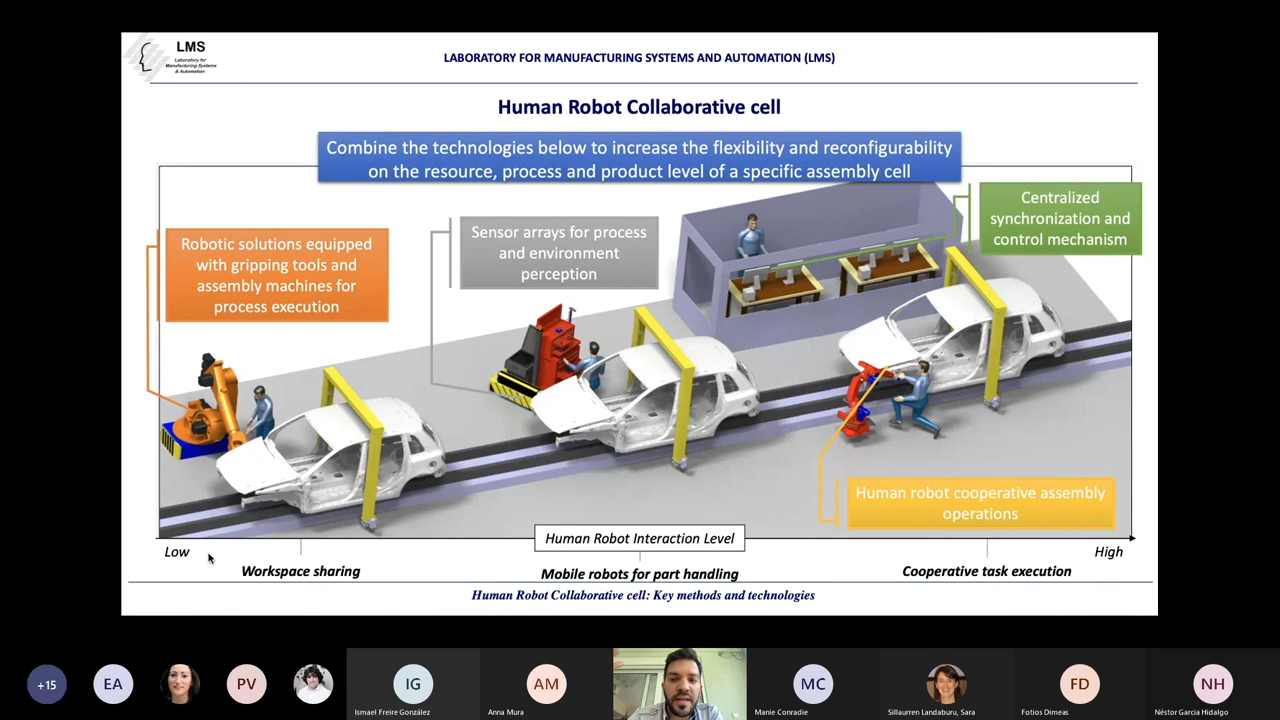 LMS
Laboratory for
Manufacturing Systems
& Automation
LABORATORY FOR MANUFACTURING SYSTEMS AND AUTOMATION (LMS)
Human Robot Collaborative cell
Combine the technologies below to increase the flexibility and reconfigurability
on the resource, process and product level of a specific assembly cell
Robotic solutions equipped
with gripping tools and
assembly machines for
process execution
Sensor arrays for process
and environment
perception
Centralized
synchronization and
control mechanism
Human robot cooperative assembly
operations
Human Robot Interaction Level
Low
High
Workspace sharing
Mobile robots for part handling
Cooperative task execution
Human Robot Collaborative cell: Key methods and technologies
+15
EA
PV
IG
Ismael Freire González
AM
Anna Mura
MC
Manie Conradie
Sillaurren Landaburu, Sara
FD
Fotios Dimeas
NH
Néstor Garcia Hidalgo